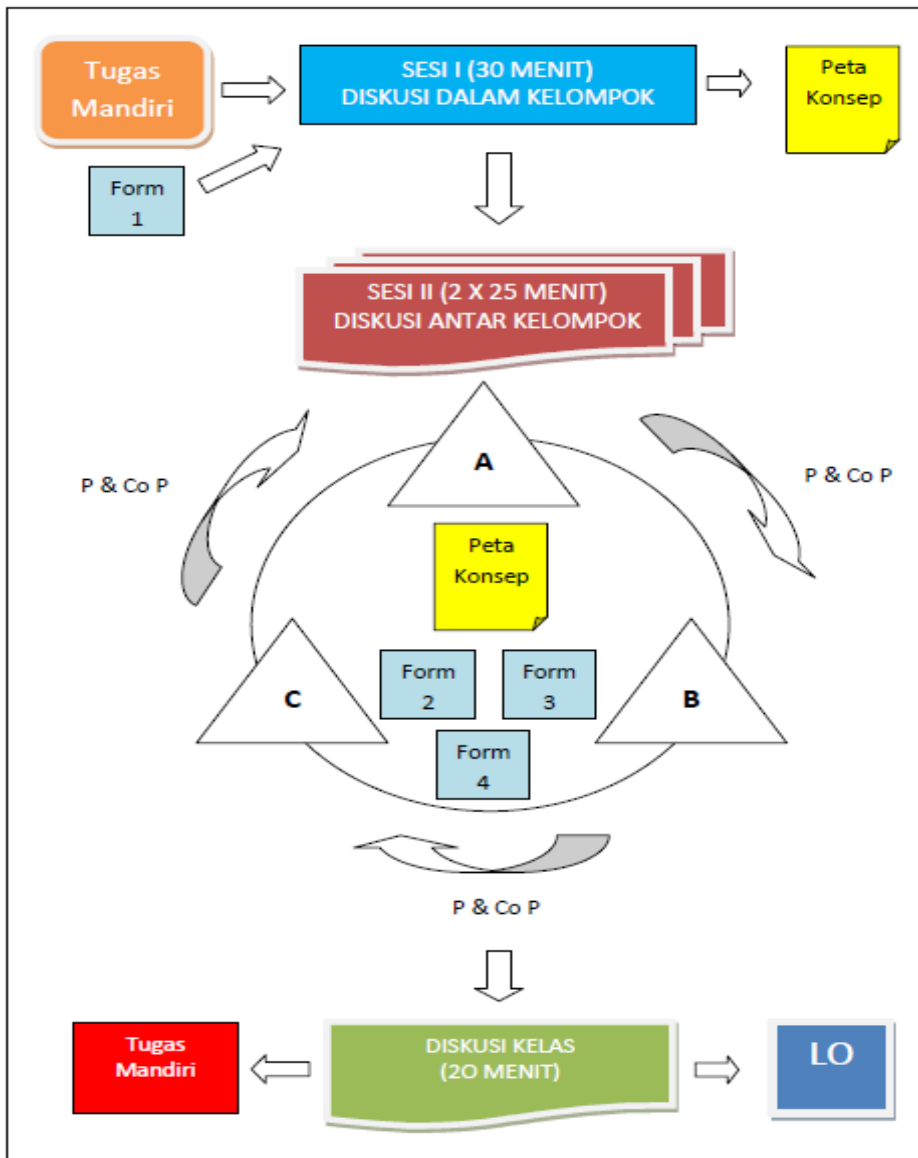 Tugas
Mandiri
SESI I (30 MENIT)
DISKUSI DALAM KELOMPOK
Peta
Konsep
Form
1
SESI II (2 X 25 MENIT)
DISKUSI ANTAR KELOMPOK
A
P & Co P
P & Co P
Peta
Konsep
C
Form
2
Form
3
B
Form
4
P & Co P
Tugas
Mandiri
DISKUSI KELAS
(2O MENIT)
LO